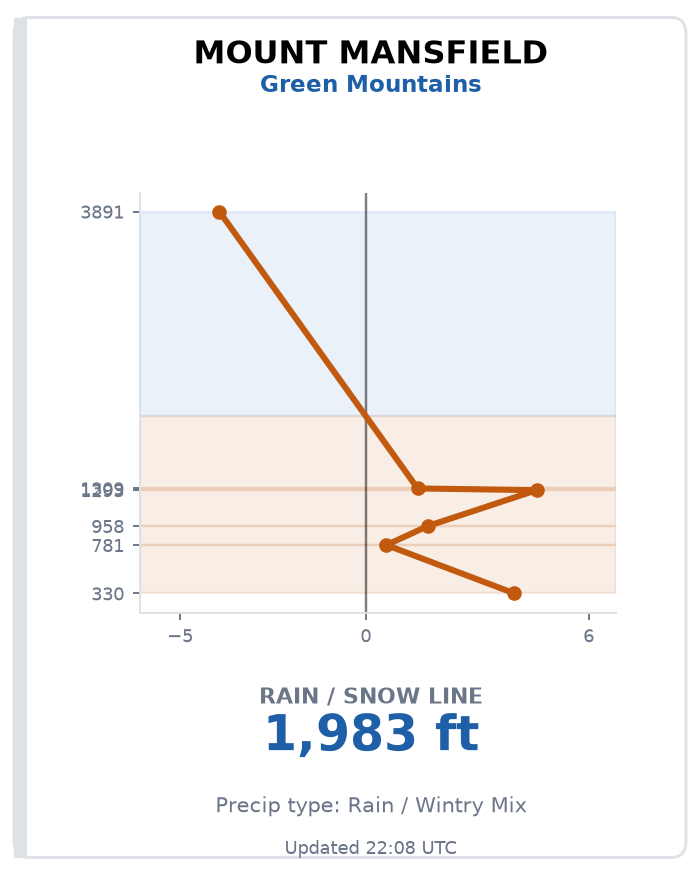 MOUNT MANSFIELD
Green Mountains
3891
958
781
330
−5 0 6
RAIN / SNOW LINE
1,983 ft
Precip type: Rain / Wintry Mix
Updated 22:08 UTC